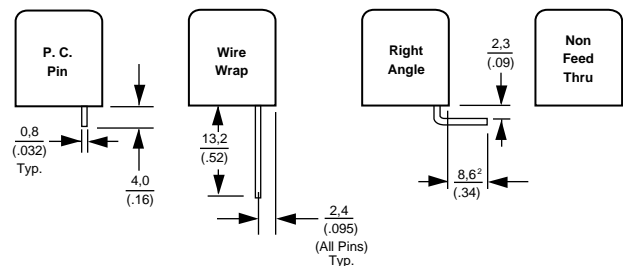 P. C.
Pin
0,8
(.032)
Typ.
4,0
(.16)
Wire
Wrap
13,2
(.52)
2,4
(.095)
(All Pins)
Typ.
Right
Angle
2,3
(.09)
8,6²
(.34)
Non
Feed
Thru